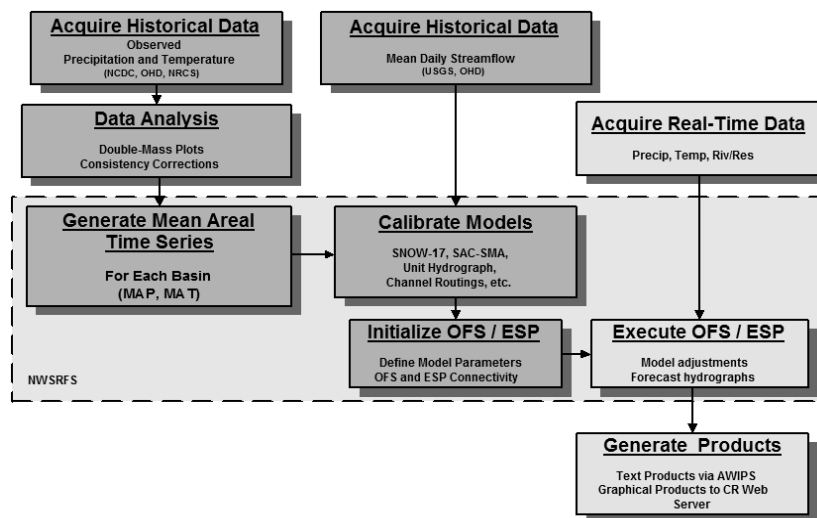 Acquire Historical Data
Observed
Precipitation and Temperature
(NCDC, OHD, NRCS)
Acquire Historical Data
Mean Daily Streamflow
(USGS, OHD)
Data Analysis
Double-Mass Plots
Consistency Corrections
Acquire Real-Time Data
Precip, Temp, Riv/Res
Generate Mean Areal
Time Series
For Each Basin
(MAP, MAT)
Calibrate Models
SNOW-17, SAC-SMA,
Unit Hydrograph,
Channel Routings, etc.
Initialize OFS / ESP
Define Model Parameters
OFS and ESP Connectivity
Execute OFS / ESP
Model adjustments
Forecast hydrographs
NWSRFS
Generate Products
Text Products via AWIPS
Graphical Products to CR Web
Server